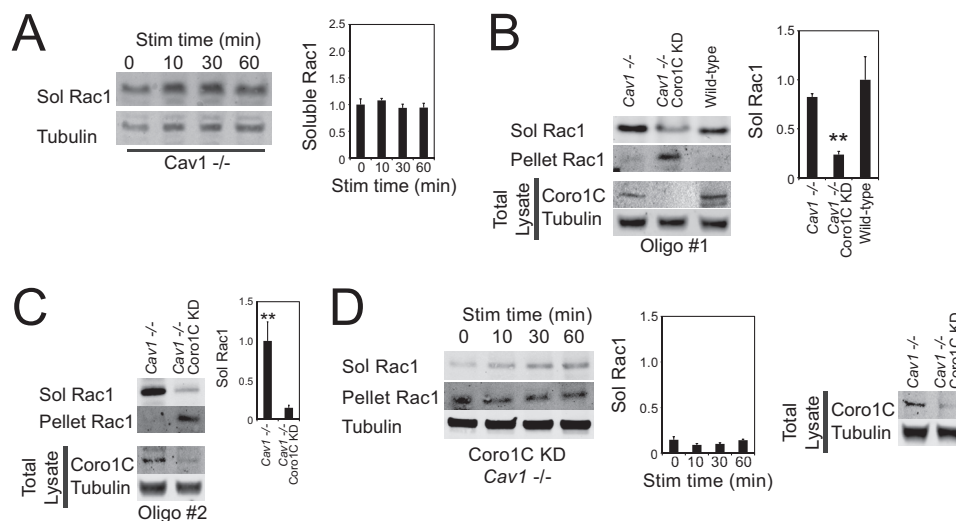 A
Stim time (min)
0 10 30 60
Sol Rac1
Tubulin
Cav1 -/-
Soluble Rac1
2.5
2.0
1.5
1.0
0.5
0
0 10 30 60
Stim time (min)
B
Cav1 -/-
Cav1 -/-
Coro1C KD
Wild-type
Sol Rac1
Pellet Rac1
Total
Lysate
Coro1C
Tubulin
Oligo #1
Sol Rac1
1.5
1.0
0.5
0
**
Cav1 -/-
Cav1 -/-
Coro1C KD
Wild-type
C
Cav1 -/-
Cav1 -/-
Coro1C KD
Sol Rac1
Pellet Rac1
Total
Lysate
Coro1C
Tubulin
Oligo #2
Sol Rac1
1.5
1.0
0.5
0
**
Cav1 -/-
Cav1 -/-
Coro1C KD
D
Stim time (min)
0 10 30 60
Sol Rac1
Pellet Rac1
Tubulin
Coro1C KD
Cav1 -/-
Sol Rac1
1.5
1.0
0.5
0
0 10 30 60
Stim time (min)
Cav1 -/-
Cav1 -/-
Coro1C KD
Total
Lysate
Coro1C
Tubulin